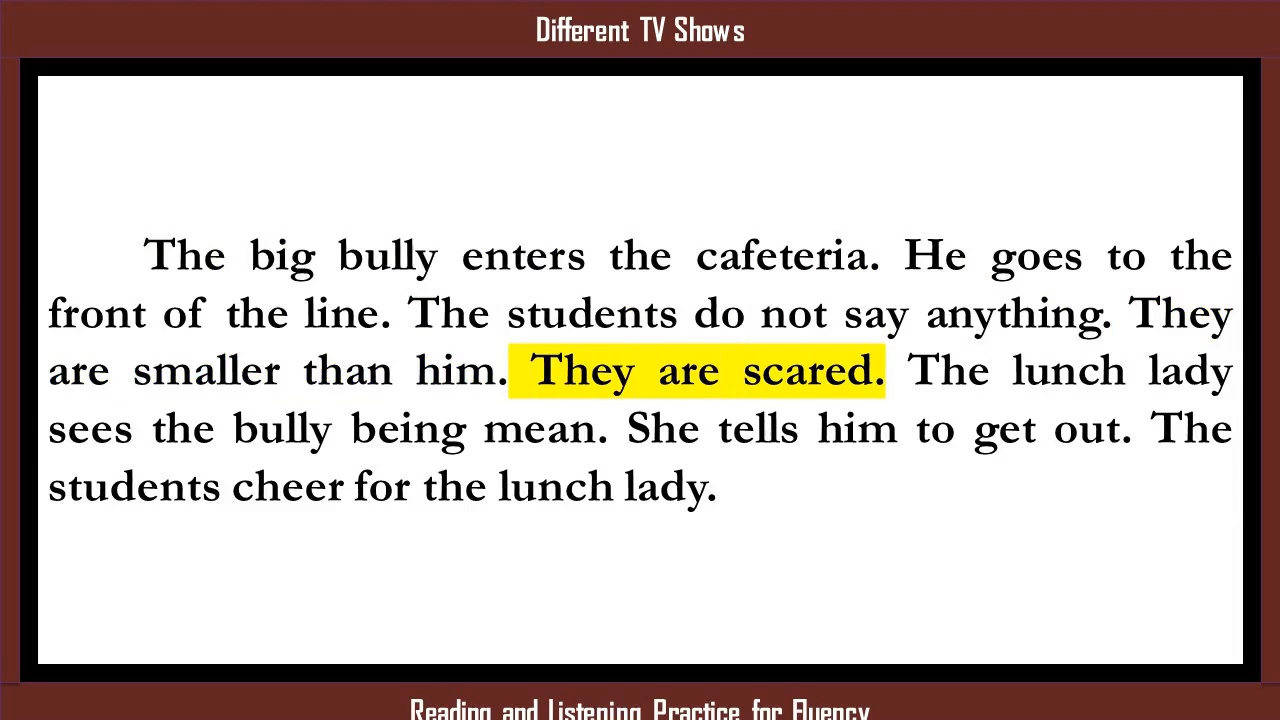 Different TV Shows
The big bully enters the cafeteria. He goes to the
front of the line. The students do not say anything. They
are smaller than him. They are scared. The lunch lady
sees the bully being mean. She tells him to get out. The
students cheer for the lunch lady.
Reading and Listening Practice for Fluency